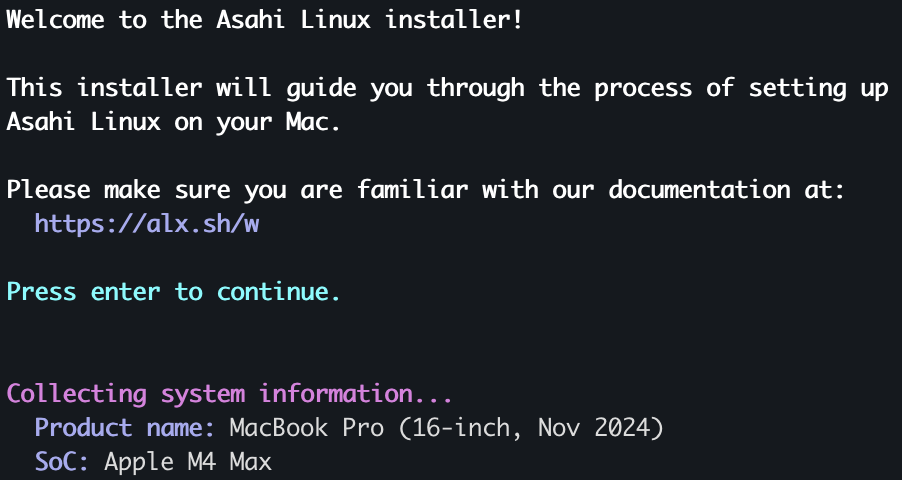 Welcome to the Asahi Linux installer!
This installer will guide you through the process of setting up
Asahi Linux on your Mac.
Please make sure you are familiar with our documentation at:
https://alx.sh/w
Press enter to continue.
Collecting system information...
Product name: MacBook Pro (16-inch, Nov 2024)
SoC: Apple M4 Max